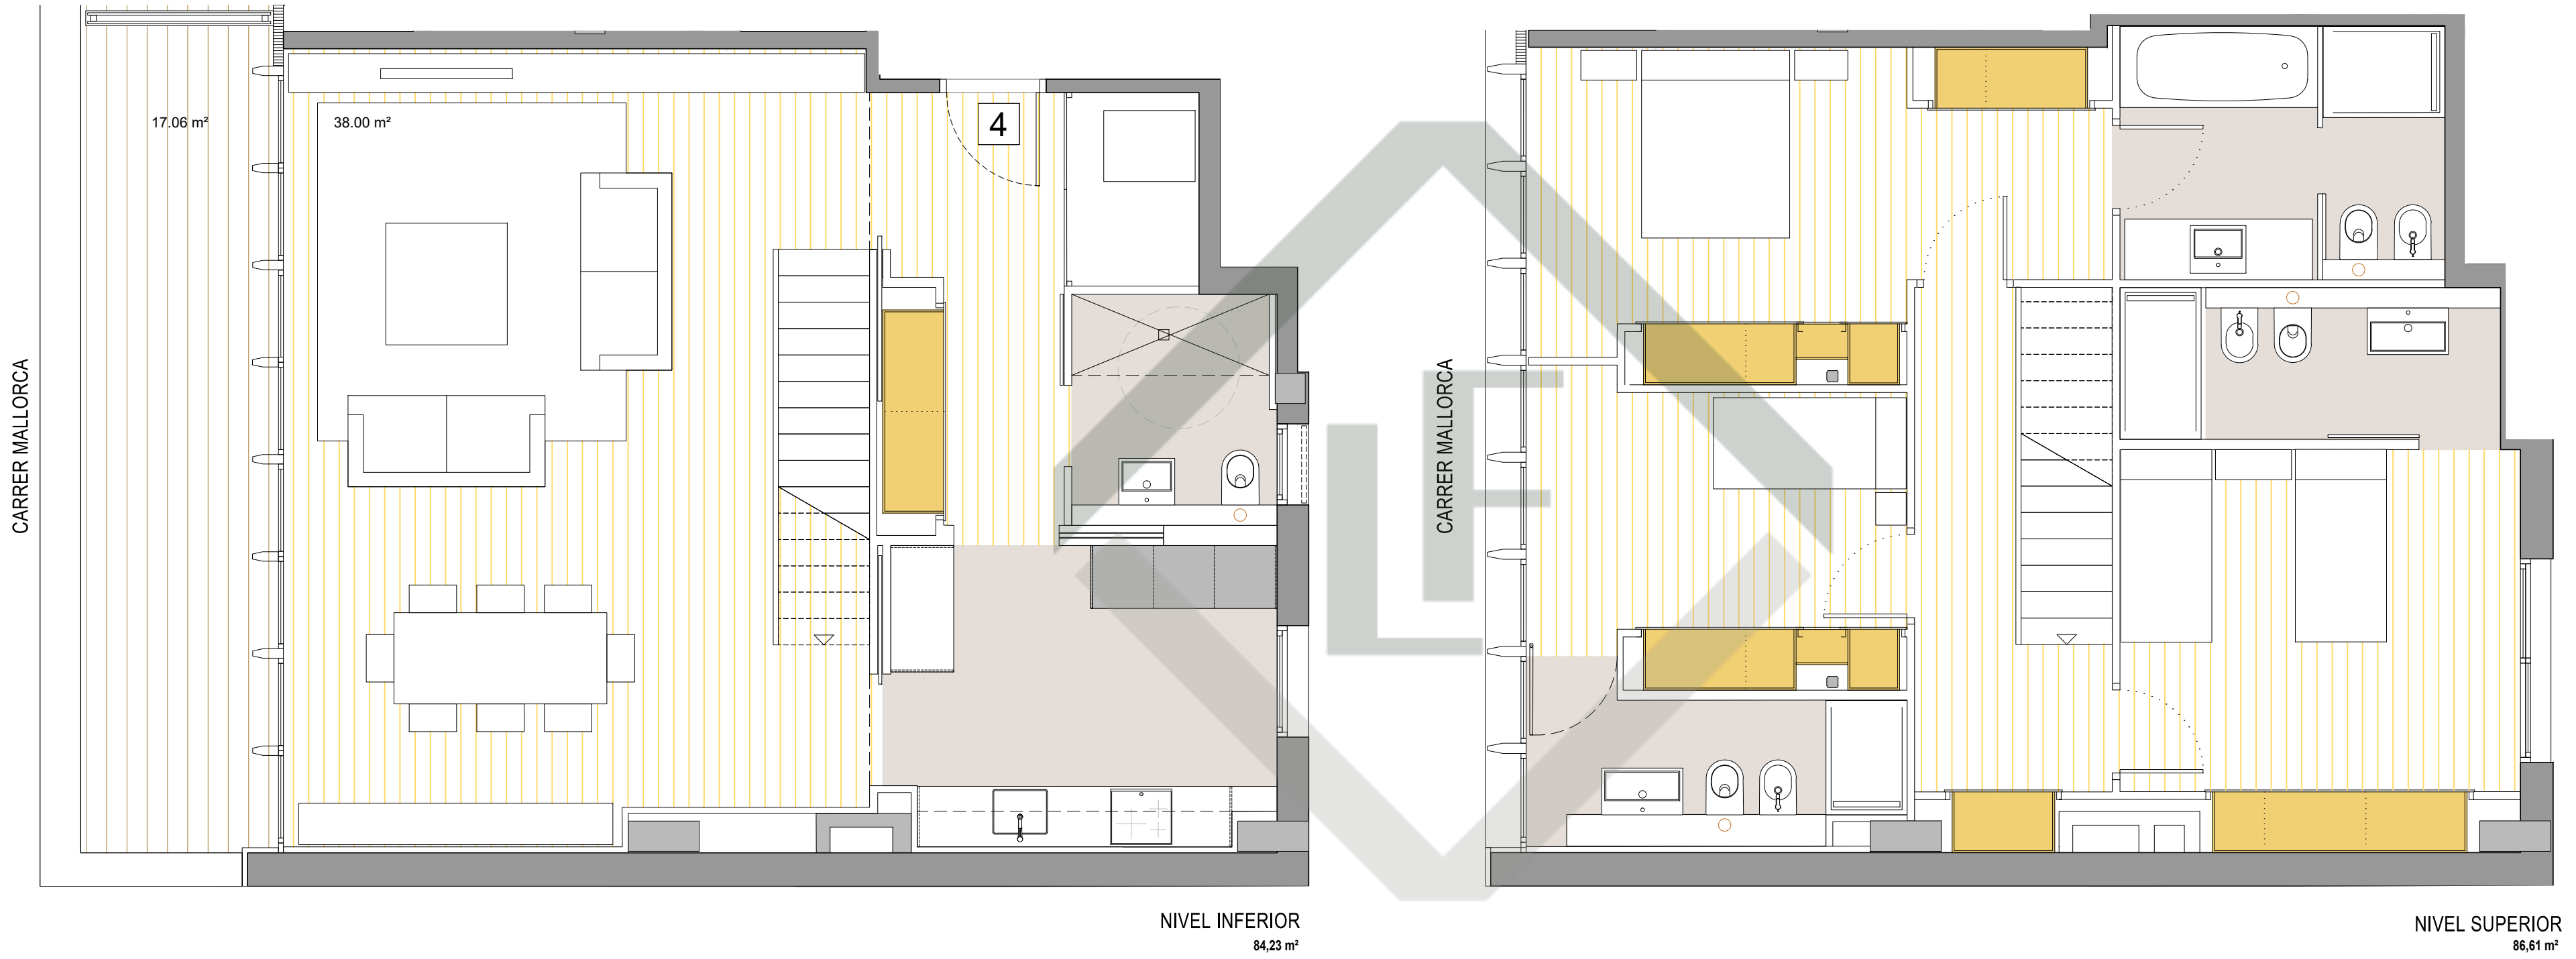 17.06 m²
38.00 m²
4
CARRER MALLORCA
CARRER MALLORCA
LF
NIVEL INFERIOR
84,23 m²
NIVEL SUPERIOR
86,61 m²